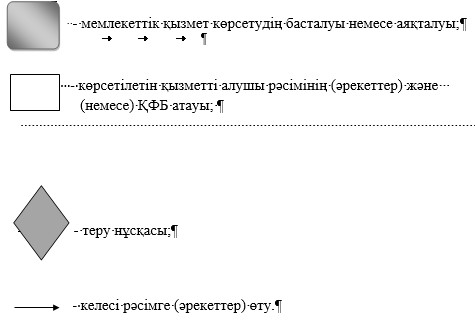 - мемлекеттік қызмет көрсетудің басталуы немесе аяқталуы;¶
→ → → ¶
- көрсетілетін қызметті алушы рәсімінің (әрекеттер) және
(немесе) ҚФБ атауы; ¶
- теру нұсқасы;¶
- келесі рәсімге (әрекеттер) өту.¶